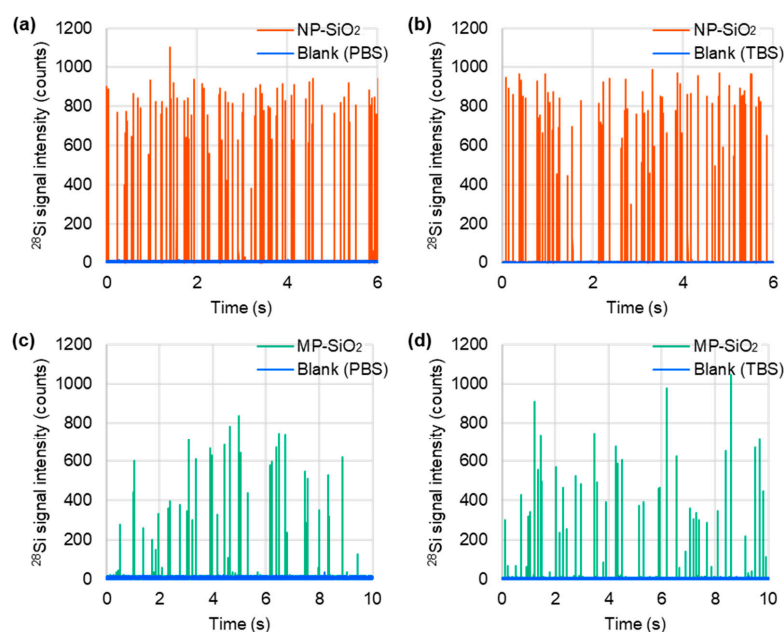 (a)
NP-SiO₂
Blank (PBS)
²⁸Si signal intensity (counts)
1200
1000
800
600
400
200
0
0 2 4 6
Time (s)
(b)
NP-SiO₂
Blank (TBS)
²⁸Si signal intensity (counts)
1200
1000
800
600
400
200
0
0 2 4 6
Time (s)
(c)
MP-SiO₂
Blank (PBS)
²⁸Si signal intensity (counts)
1200
1000
800
600
400
200
0
0 2 4 6 8 10
Time (s)
(d)
MP-SiO₂
Blank (TBS)
²⁸Si signal intensity (counts)
1200
1000
800
600
400
200
0
0 2 4 6 8 10
Time (s)